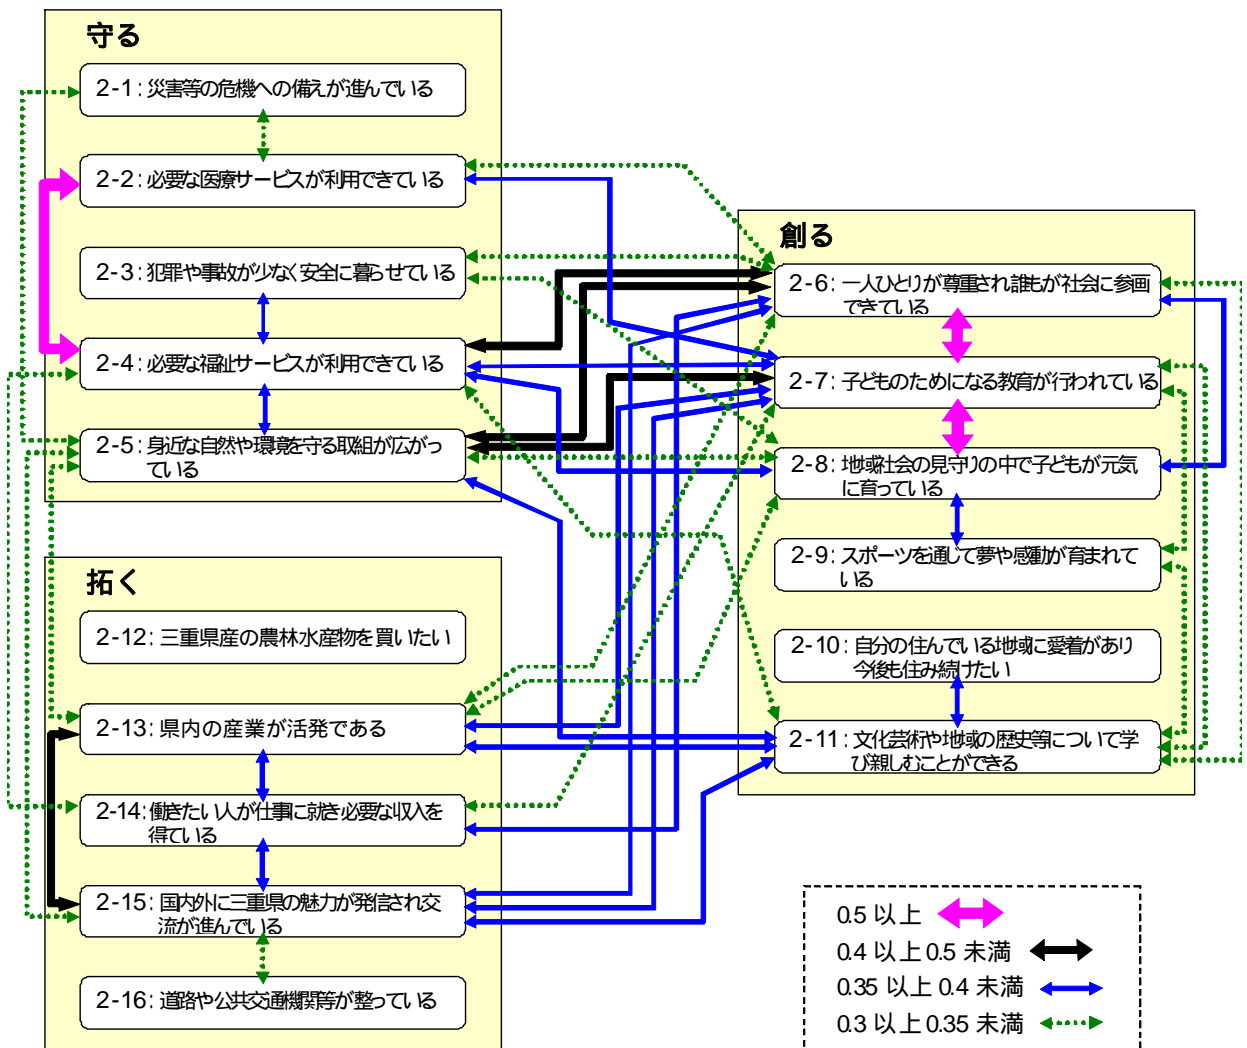 守る
2-1: 災害等の危機への備えが進んでいる
2-2: 必要な医療サービスが利用できている
2-3: 犯罪や事故が少なく安全に暮らせている
2-4: 必要な福祉サービスが利用できている
2-5: 身近な自然や環境を守る取組が広がっ
ている
拓く
2-12: 三重県産の農林水産物を買いたい
2-13: 県内の産業が活発である
2-14: 働きたい人が仕事に就き必要な収入を
得ている
2-15: 国内外に三重県の魅力が発信され交
流が進んでいる
2-16: 道路や公共交通機関等が整っている
創る
2-6: 一人ひとりが尊重され誰もが社会に参画
できている
2-7: 子どものためになる教育が行われている
2-8: 地域社会の見守りの中で子どもが元気
に育っている
2-9: スポーツを通じて夢や感動が育まれて
いる
2-10: 自分の住んでいる地域に愛着があり
今後も住み続けたい
2-11: 文化芸術や地域の歴史等について学
び親しむことができる
0.5 以上
0.4 以上 0.5 未満
0.35 以上 0.4 未満
0.3 以上 0.35 未満